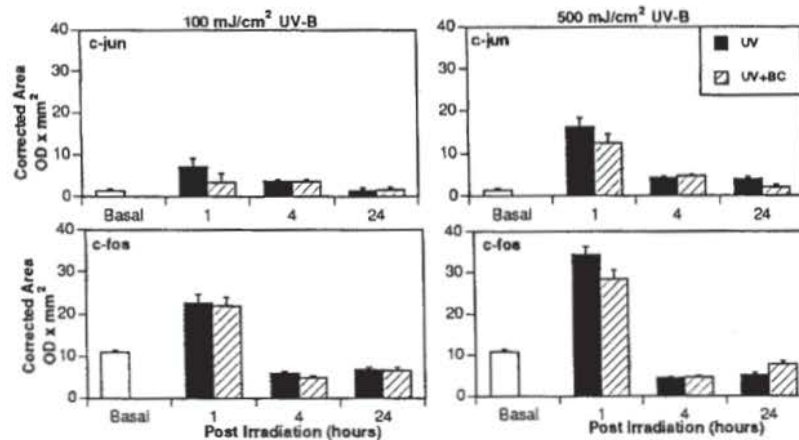 100 mJ/cm² UV-B
500 mJ/cm² UV-B
c-jun
40
30
20
10
0
Corrected Area
OD x mm²
Basal
1
4
24
c-jun
40
30
20
10
0
UV
UV+BC
Basal
1
4
24
c-fos
40
30
20
10
0
Corrected Area
OD x mm²
Basal
1
4
24
Post Irradiation (hours)
c-fos
40
30
20
10
0
Basal
1
4
24
Post Irradiation (hours)